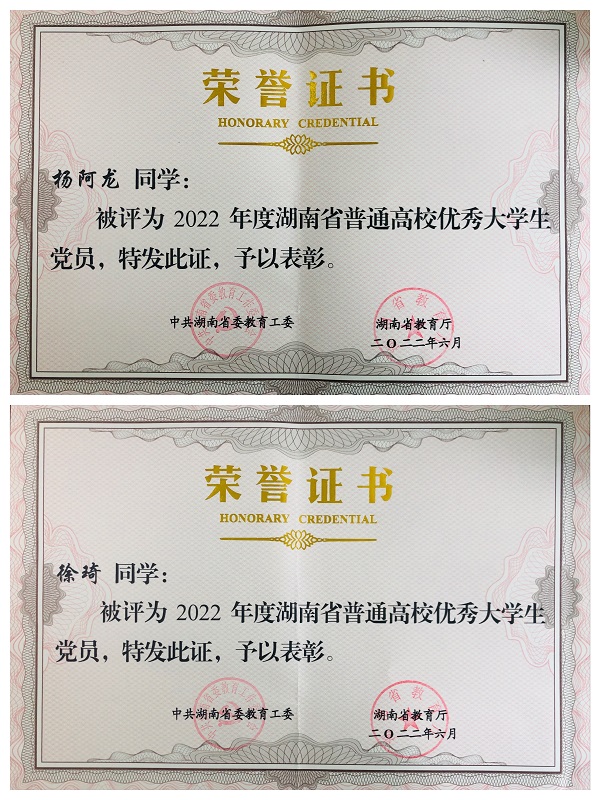 荣誉证书
HONORARY CREDENTIAL
杨阿龙 同学：
被评为 2022 年度湖南省普通高校优秀大学生
党员，特发此证，予以表彰。
中共湖南省委教育工委
湖南省教育厅
二〇二二年六月
荣誉证书
HONORARY CREDENTIAL
徐琦 同学：
被评为 2022 年度湖南省普通高校优秀大学生
党员，特发此证，予以表彰。
中共湖南省委教育工委
湖南省教育厅
二〇二二年六月